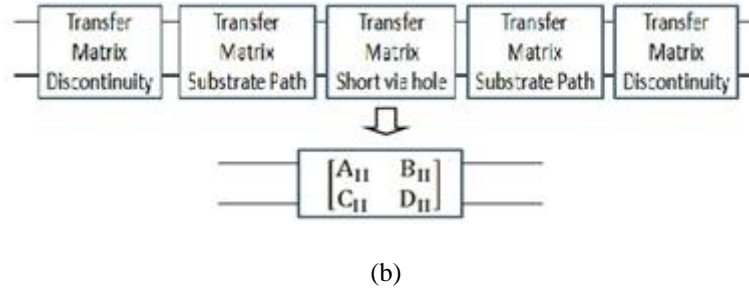 Transfer Transfer Transfer Transfer Transfer
Matrix Matrix Matrix Matrix Matrix
Discontinuity Substrate Path Short via hole Substrate Path Discontinuity
[A_II B_II]
[C_II D_II]
(b)